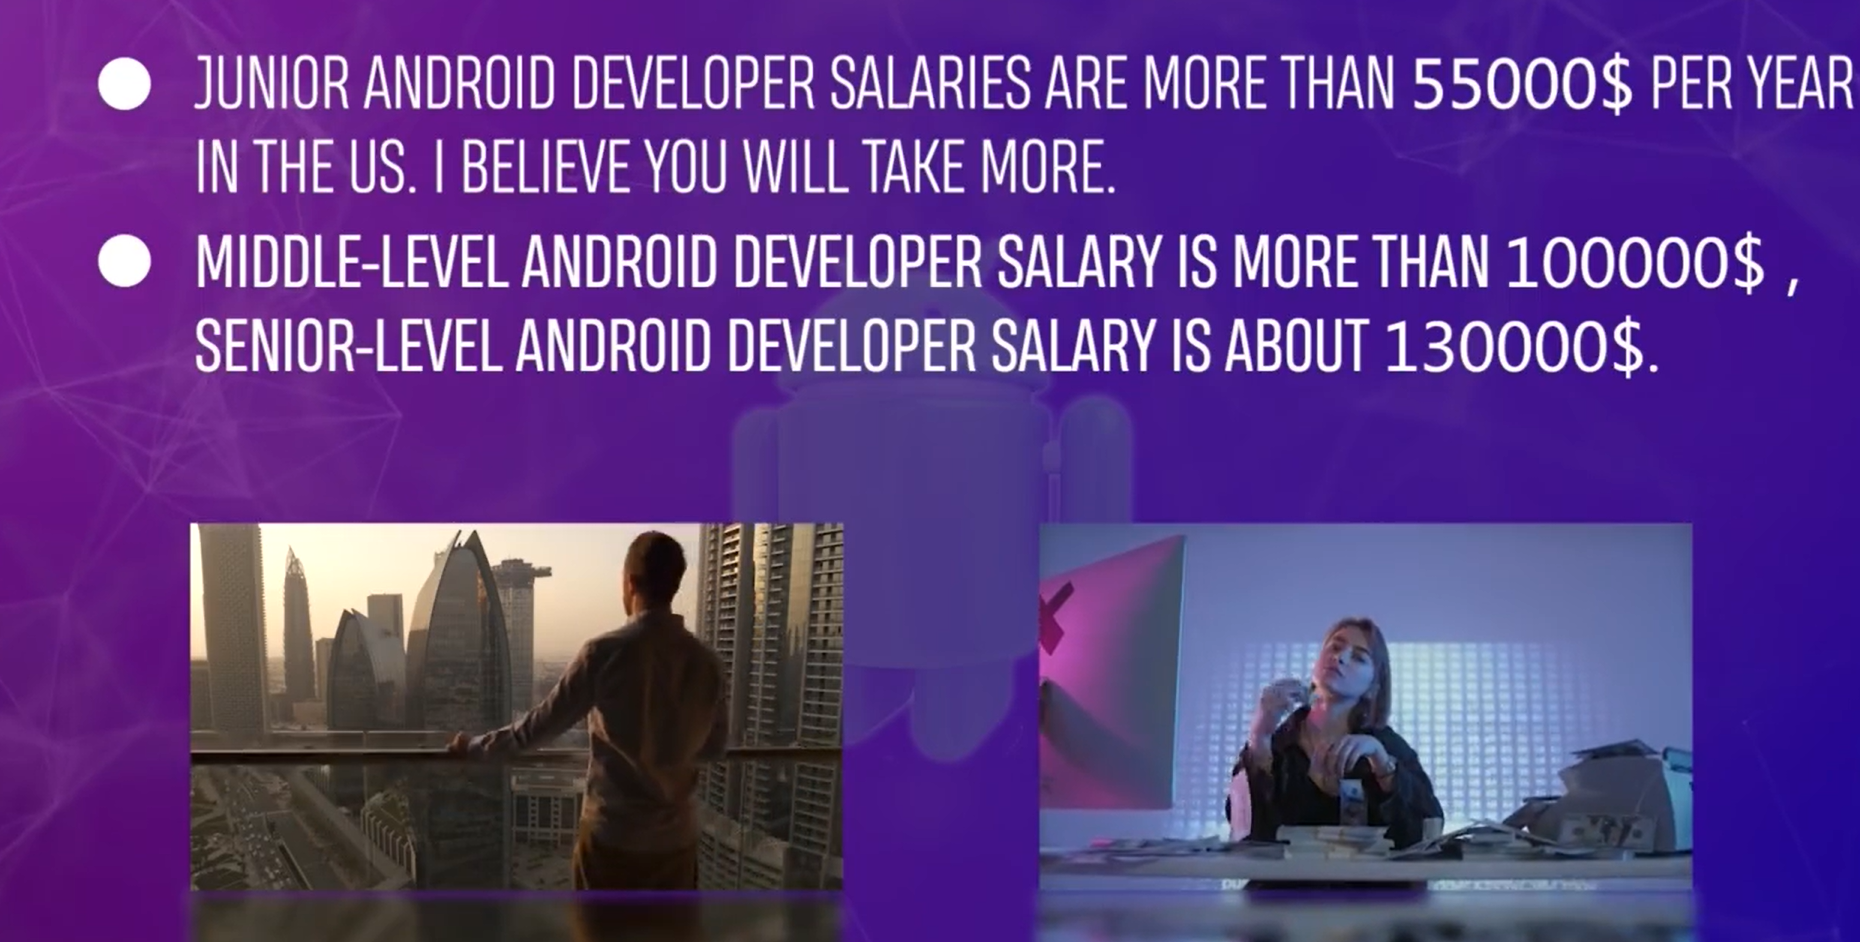 JUNIOR ANDROID DEVELOPER SALARIES ARE MORE THAN 55000$ PER YEAR
IN THE US. I BELIEVE YOU WILL TAKE MORE.
MIDDLE-LEVEL ANDROID DEVELOPER SALARY IS MORE THAN 100000$ ,
SENIOR-LEVEL ANDROID DEVELOPER SALARY IS ABOUT 130000$.